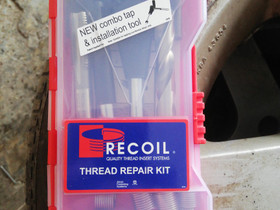 NEW combo tap
& installation tool
RECOIL
QUALITY THREAD INSERT SYSTEMS
THREAD REPAIR KIT